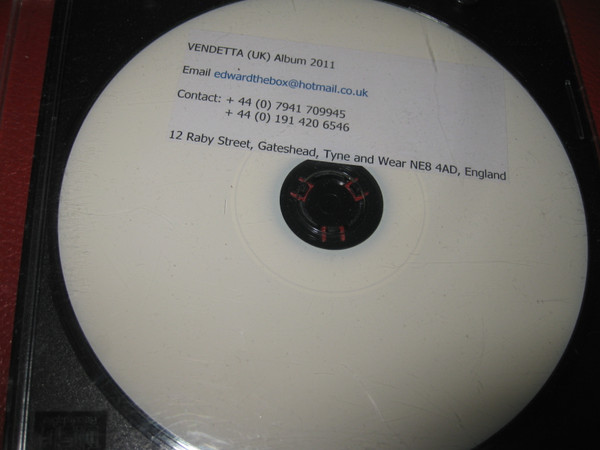 VENDETTA (UK) Album 2011
Email edwardthebox@hotmail.co.uk
Contact: + 44 (0) 7941 709945
+ 44 (0) 191 420 6546
12 Raby Street, Gateshead, Tyne and Wear NE8 4AD, England